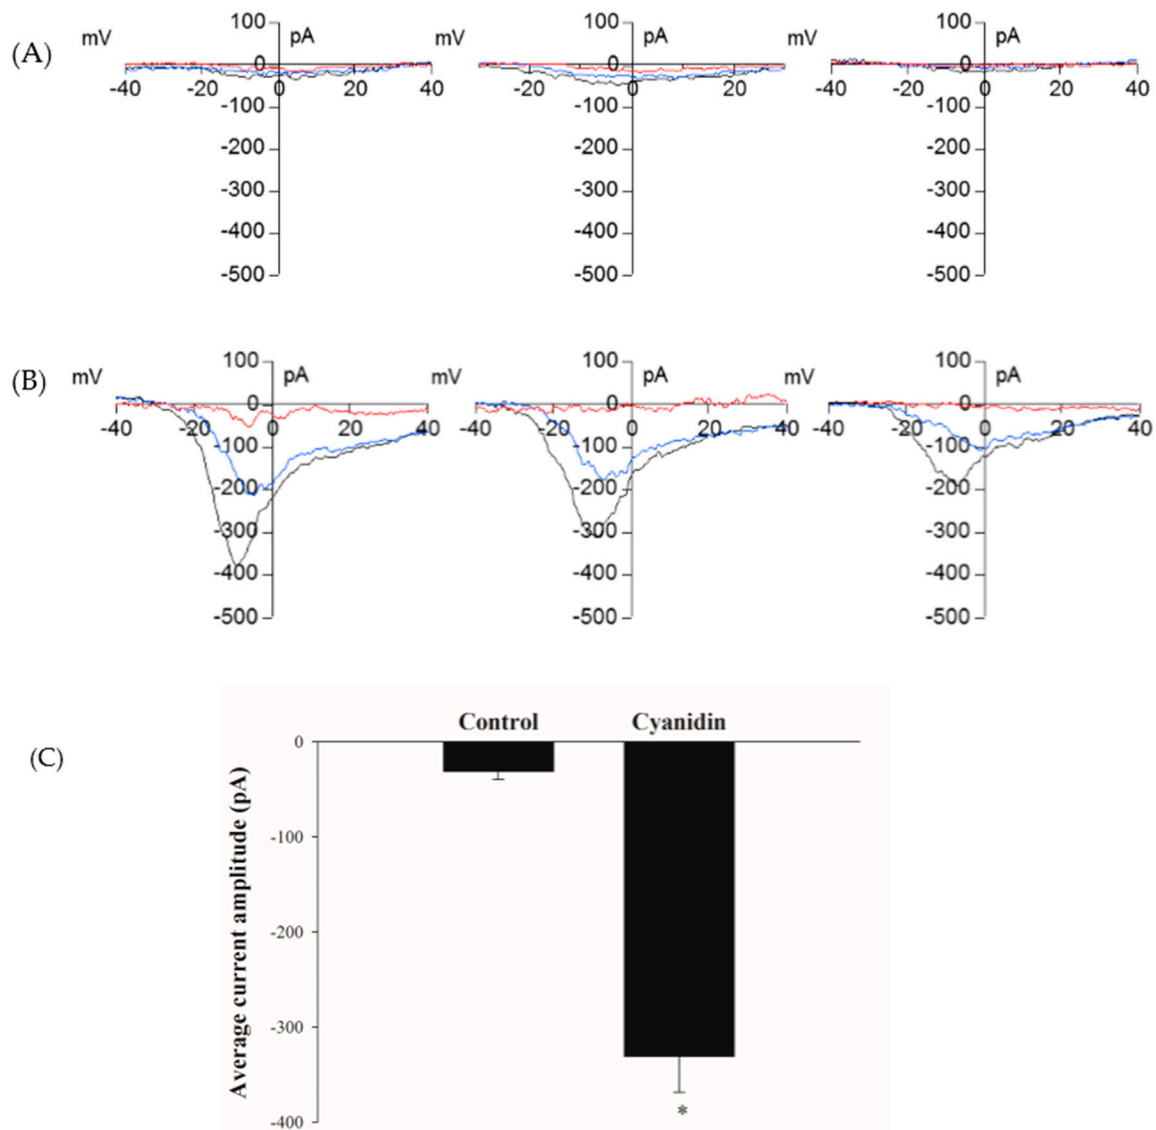 (A)
mV 100 pA mV 100 pA mV 100 pA
0 0 0
-40 -20 0 20 40 -20 0 20 -40 -20 0 20 40
-100 -100 -100
-200 -200 -200
-300 -300 -300
-400 -400 -400
-500 -500 -500
(B)
mV 100 pA mV 100 pA mV 100 pA
0 0 0
-40 -20 0 20 40 -40 -20 0 20 40 -40 -20 0 20 40
-100 -100 -100
-200 -200 -200
-300 -300 -300
-400 -400 -400
-500 -500 -500
(C)
Control Cyanidin
Average current amplitude (pA)
0
-100
-200
-300
-400
*